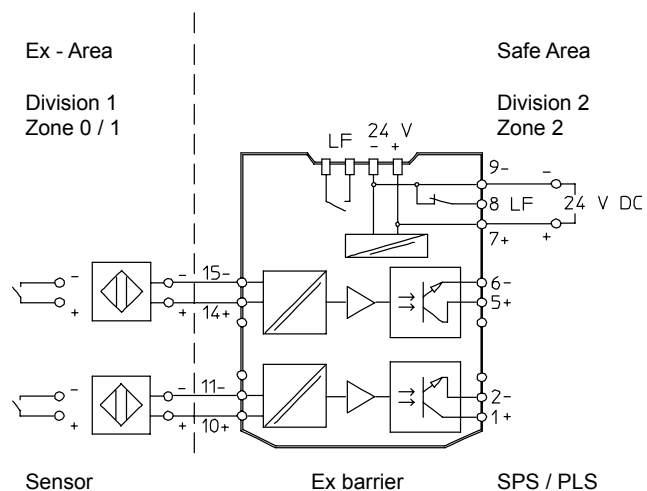 Ex - Area
Safe Area
Division 1
Zone 0 / 1
Division 2
Zone 2
LF 24 V
- +
9-
-
8 LF
24 V DC
7+
+
-
-
15-
6-
+
+
14+
5+
-
-
11-
2-
+
+
10+
1+
Sensor
Ex barrier
SPS / PLS